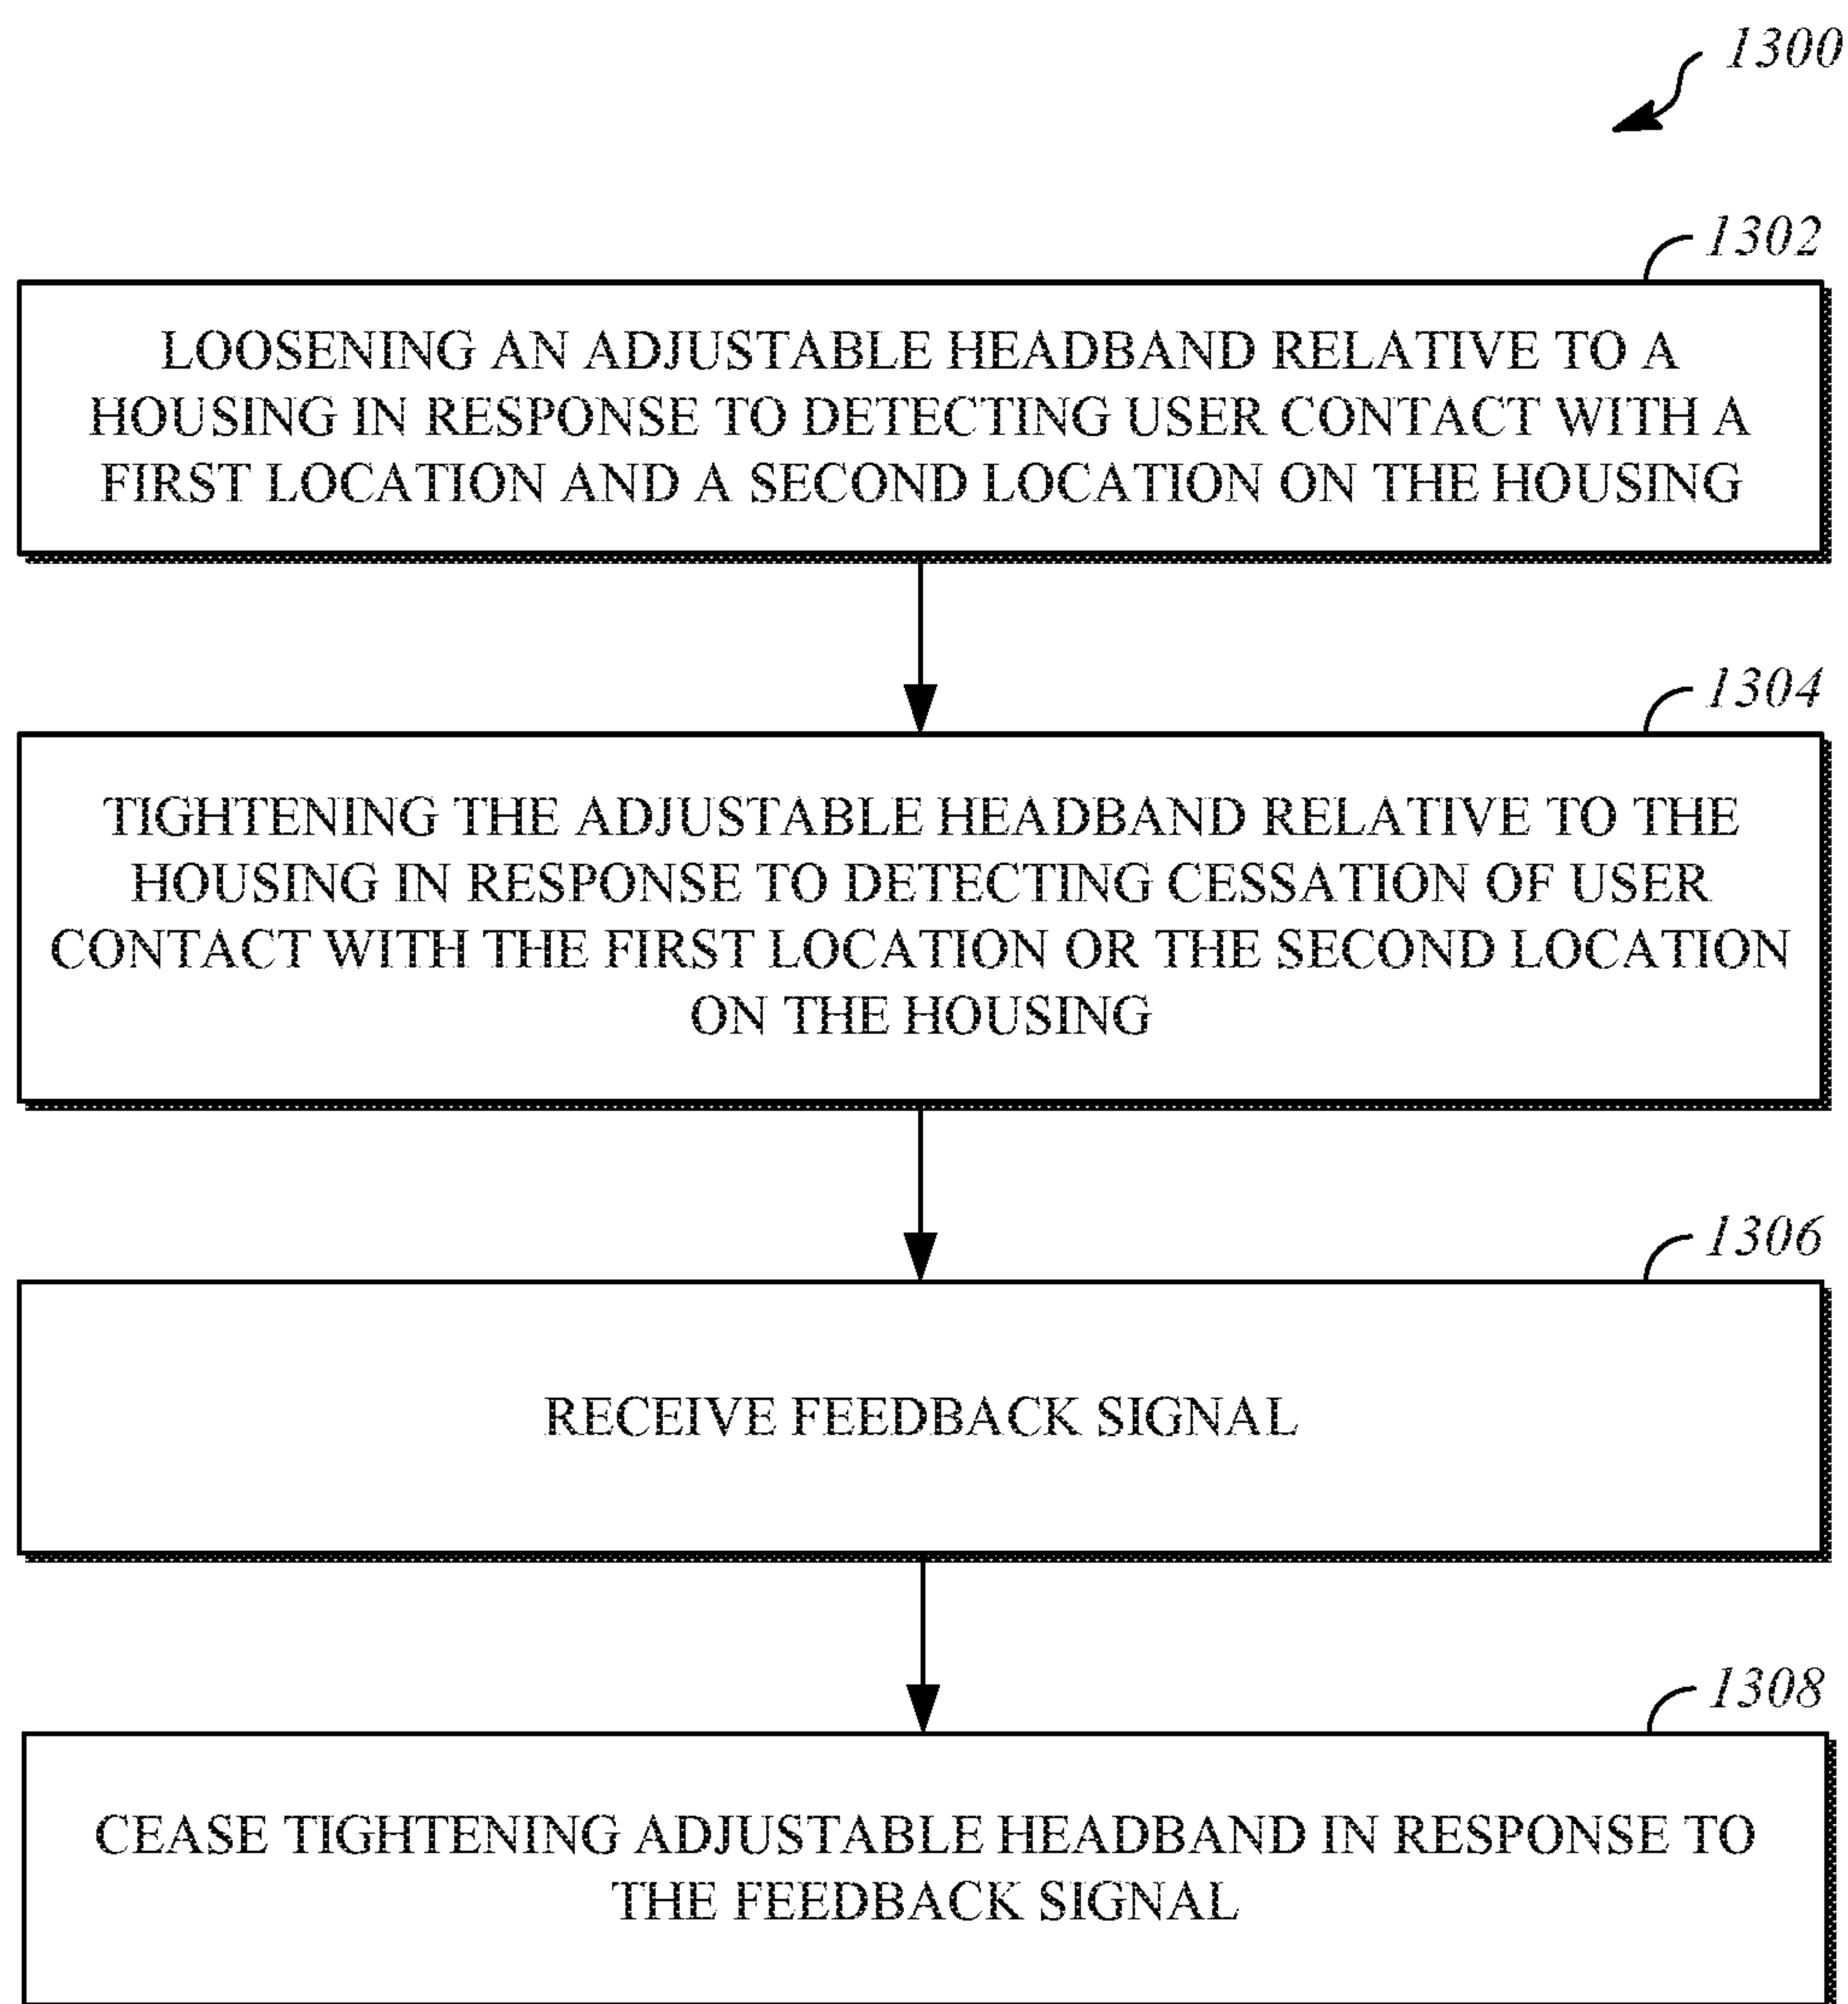 1300
1302
LOOSENING AN ADJUSTABLE HEADBAND RELATIVE TO A
HOUSING IN RESPONSE TO DETECTING USER CONTACT WITH A
FIRST LOCATION AND A SECOND LOCATION ON THE HOUSING
1304
TIGHTENING THE ADJUSTABLE HEADBAND RELATIVE TO THE
HOUSING IN RESPONSE TO DETECTING CESSATION OF USER
CONTACT WITH THE FIRST LOCATION OR THE SECOND LOCATION
ON THE HOUSING
1306
RECEIVE FEEDBACK SIGNAL
1308
CEASE TIGHTENING ADJUSTABLE HEADBAND IN RESPONSE TO
THE FEEDBACK SIGNAL